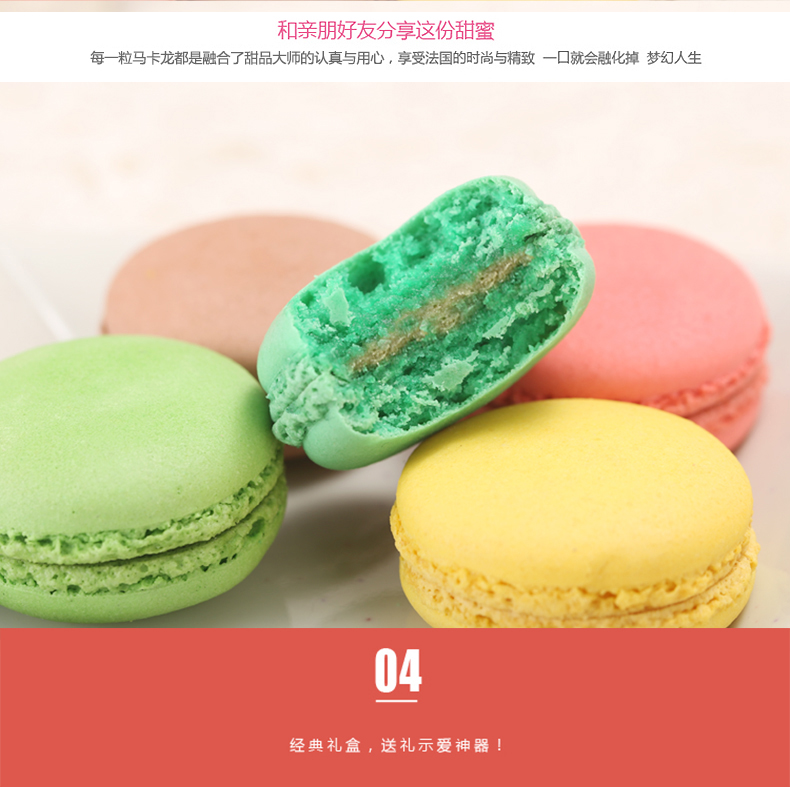 和亲朋好友分享这份甜蜜
每一粒马卡龙都是融合了甜品大师的认真与用心，享受法国的时尚与精致 一口就会融化掉 梦幻人生
04
经典礼盒，送礼示爱神器！